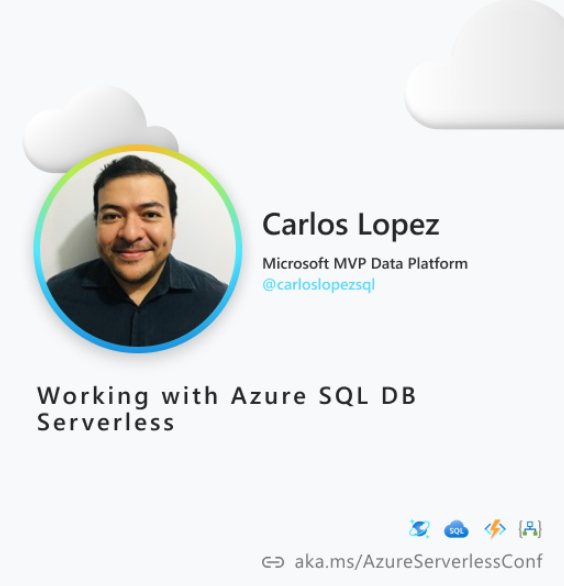 Carlos Lopez
Microsoft MVP Data Platform
@carloslopezsql
Working with Azure SQL DB
Serverless
SQL
aka.ms/AzureServerlessConf